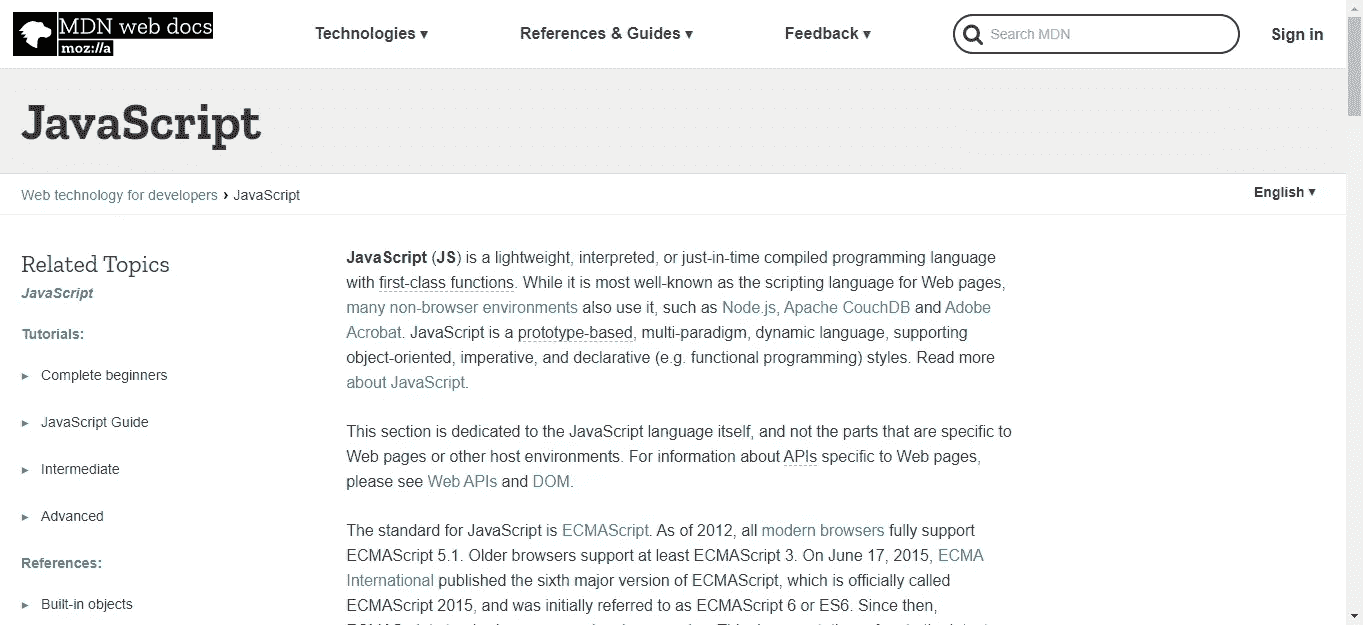 MDN web docs
moz://a
Technologies ▾
References & Guides ▾
Feedback ▾
Search MDN
Sign in
JavaScript
Web technology for developers › JavaScript
English ▾
Related Topics
JavaScript
Tutorials:
▸ Complete beginners
▸ JavaScript Guide
▸ Intermediate
▸ Advanced
References:
▸ Built-in objects
JavaScript (JS) is a lightweight, interpreted, or just-in-time compiled programming language
with first-class functions. While it is most well-known as the scripting language for Web pages,
many non-browser environments also use it, such as Node.js, Apache CouchDB and Adobe
Acrobat. JavaScript is a prototype-based, multi-paradigm, dynamic language, supporting
object-oriented, imperative, and declarative (e.g. functional programming) styles. Read more
about JavaScript.
This section is dedicated to the JavaScript language itself, and not the parts that are specific to
Web pages or other host environments. For information about APIs specific to Web pages,
please see Web APIs and DOM.
The standard for JavaScript is ECMAScript. As of 2012, all modern browsers fully support
ECMAScript 5.1. Older browsers support at least ECMAScript 3. On June 17, 2015, ECMA
International published the sixth major version of ECMAScript, which is officially called
ECMAScript 2015, and was initially referred to as ECMAScript 6 or ES6. Since then,